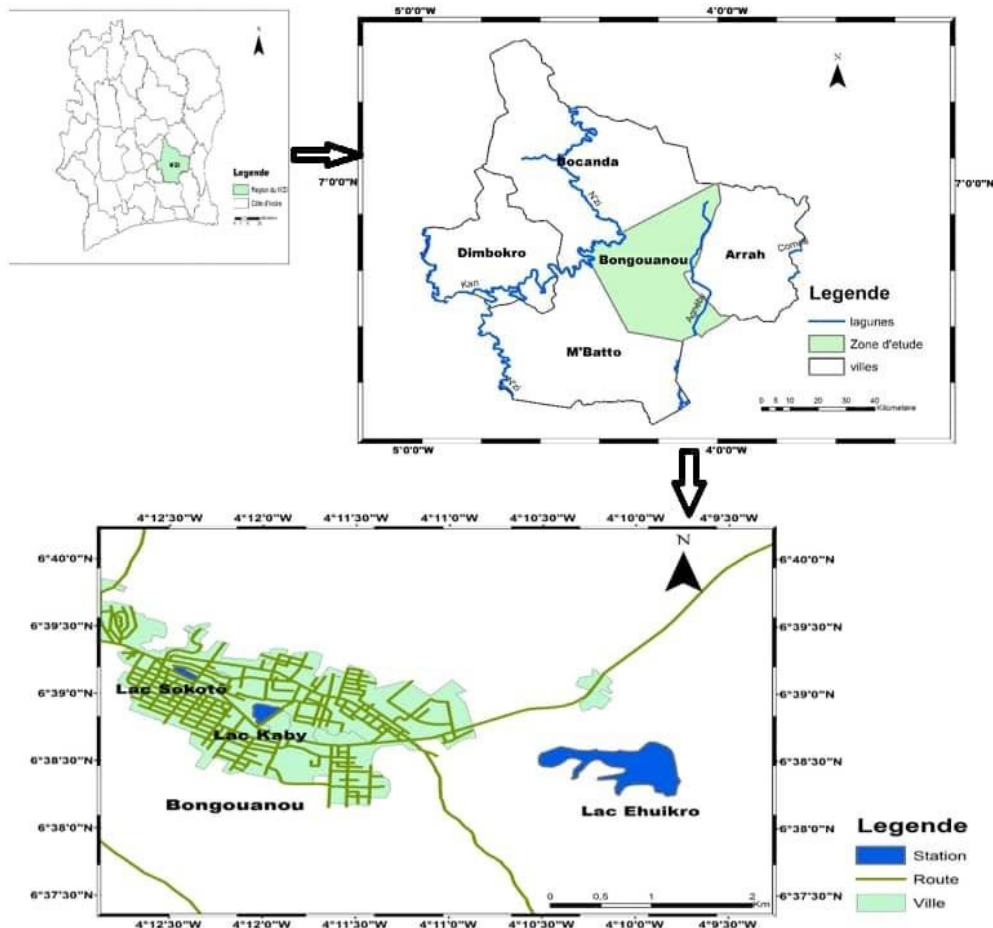 N
Legende
Region du N'ZI
Côte d'Ivoire
N'ZI
5°0'0"W 4°0'0"W
N
7°0'0"N 7°0'0"N
Bocanda
N'zi
Dimbokro
Bongouanou
Arrah
Comoe
Kan
Agneby
M'Batto
N'zi
Legende
lagunes
Zone d'etude
villes
0 5 10 20 30 40
Kilometers
5°0'0"W 4°0'0"W
4°12'30"W 4°12'0"W 4°11'30"W 4°11'0"W 4°10'30"W 4°10'0"W 4°9'30"W
N
6°40'0"N 6°40'0"N
6°39'30"N 6°39'30"N
6°39'0"N 6°39'0"N
Lac Sokoto
Lac Kaby
6°38'30"N 6°38'30"N
Bongouanou
Lac Ehuikro
6°38'0"N 6°38'0"N
6°37'30"N 6°37'30"N
0 0,5 1 2
Km
4°12'30"W 4°12'0"W 4°11'30"W 4°11'0"W 4°10'30"W 4°10'0"W 4°9'30"W
Legende
Station
Route
Ville